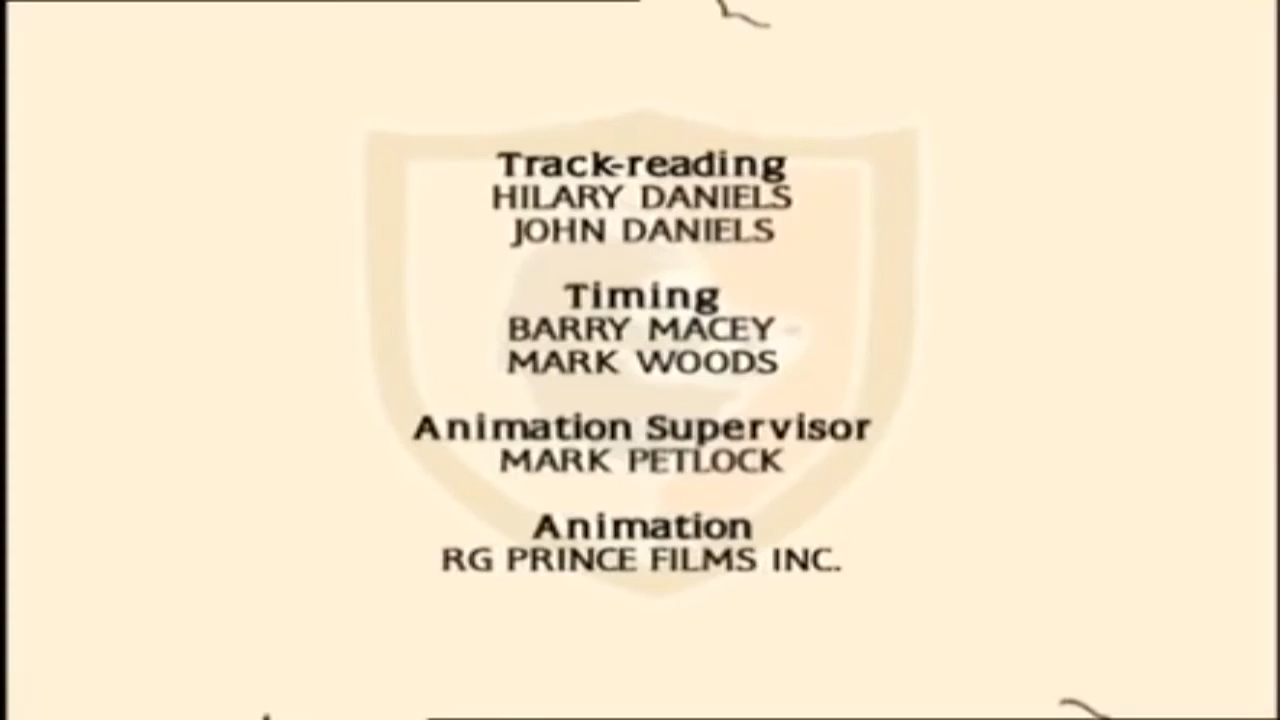 Track-reading
HILARY DANIELS
JOHN DANIELS
Timing
BARRY MACEY
MARK WOODS
Animation Supervisor
MARK PETLOCK
Animation
RG PRINCE FILMS INC.